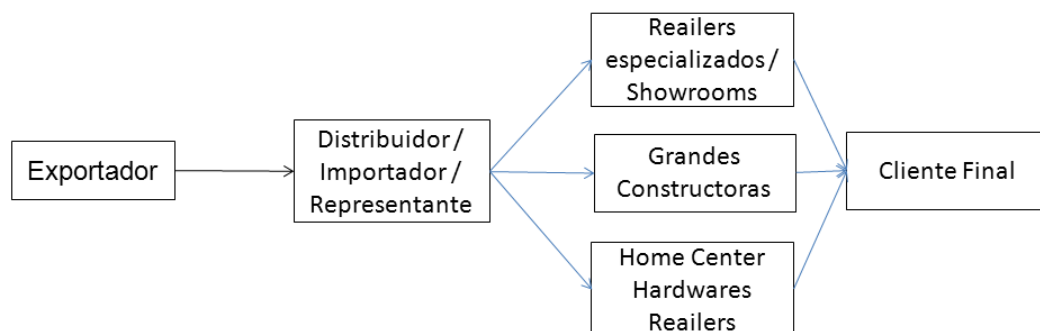 Exportador
Distribuidor /
Importador /
Representante
Reailers
especializados /
Showrooms
Grandes
Constructoras
Home Center
Hardwares
Reailers
Cliente Final